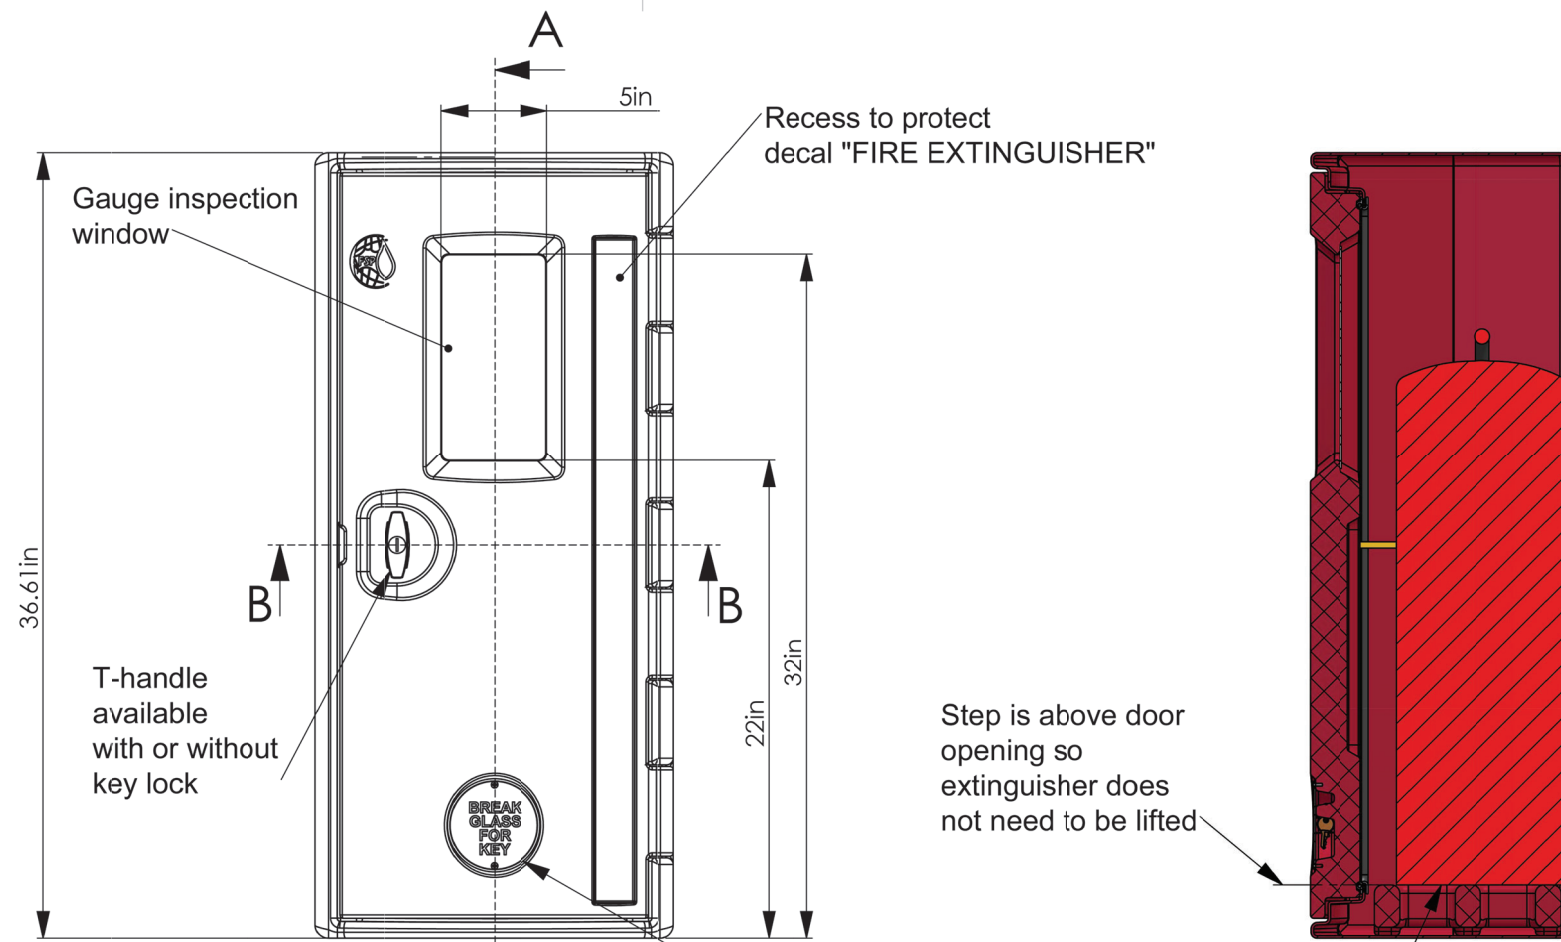 A
5in
Recess to protect
decal "FIRE EXTINGUISHER"
Gauge inspection
window
FSP
36.61in
B
B
T-handle
available
with or without
key lock
32in
22in
BREAK
GLASS
FOR
KEY
Step is above door
opening so
extinguisher does
not need to be lifted